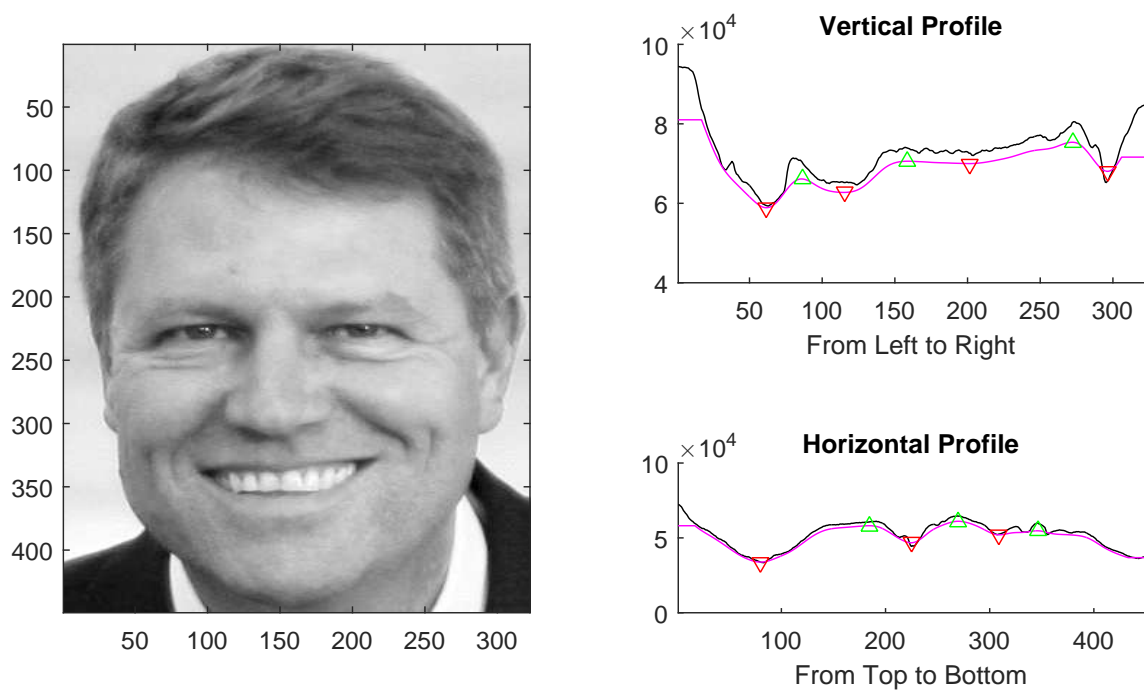 50
100
150
200
250
300
350
400
50 100 150 200 250 300
Vertical Profile
×10^4
10
8
6
4
50 100 150 200 250 300
From Left to Right
Horizontal Profile
×10^4
10
5
0
100 200 300 400
From Top to Bottom